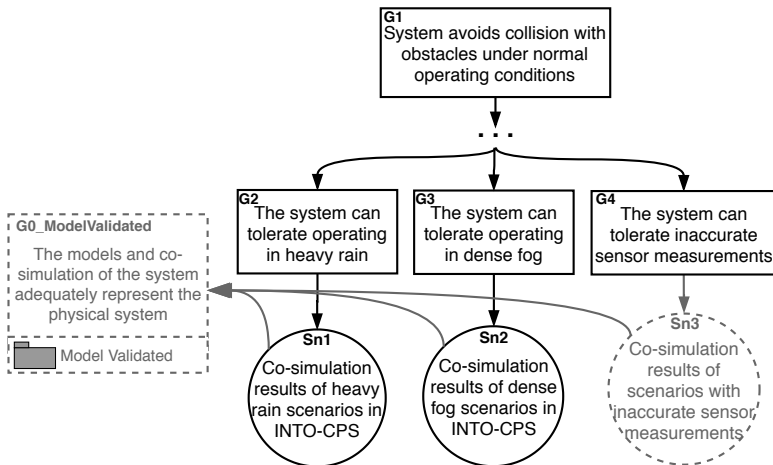 G1
System avoids collision with
obstacles under normal
operating conditions
. . .
G2
The system can
tolerate operating
in heavy rain
G3
The system can
tolerate operating
in dense fog
G4
The system can
tolerate inaccurate
sensor measurements
G0_ModelValidated
The models and co-
simulation of the system
adequately represent the
physical system
Model Validated
Sn1
Co-simulation
results of heavy
rain scenarios in
INTO-CPS
Sn2
Co-simulation
results of dense
fog scenarios in
INTO-CPS
Sn3
Co-simulation
results of
scenarios with
inaccurate sensor
measurements